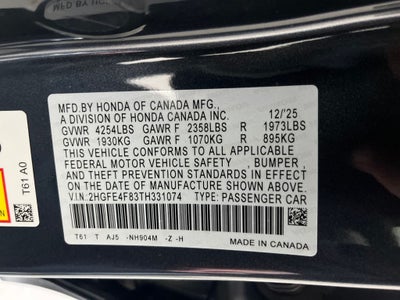 MFD.BY HONDA OF CANADA MFG.,
A DIVISION OF HONDA CANADA INC. 12/'25
GVWR 4254LBS GAWR F 2358LBS R 1973LBS
GVWR 1930KG GAWR F 1070KG R 895KG
THIS VEHICLE CONFORMS TO ALL APPLICABLE
FEDERAL MOTOR VEHICLE SAFETY , BUMPER ,
AND THEFT PREVENTION STANDARDS IN EFFECT
ON THE DATE OF MANUFACTURE SHOWN ABOVE.
V.I.N.:2HGFE4F83TH331074 TYPE: PASSENGER CAR
T61 T AJ5 -NH904M -Z -H
MADE IN CANADA
T61 A0